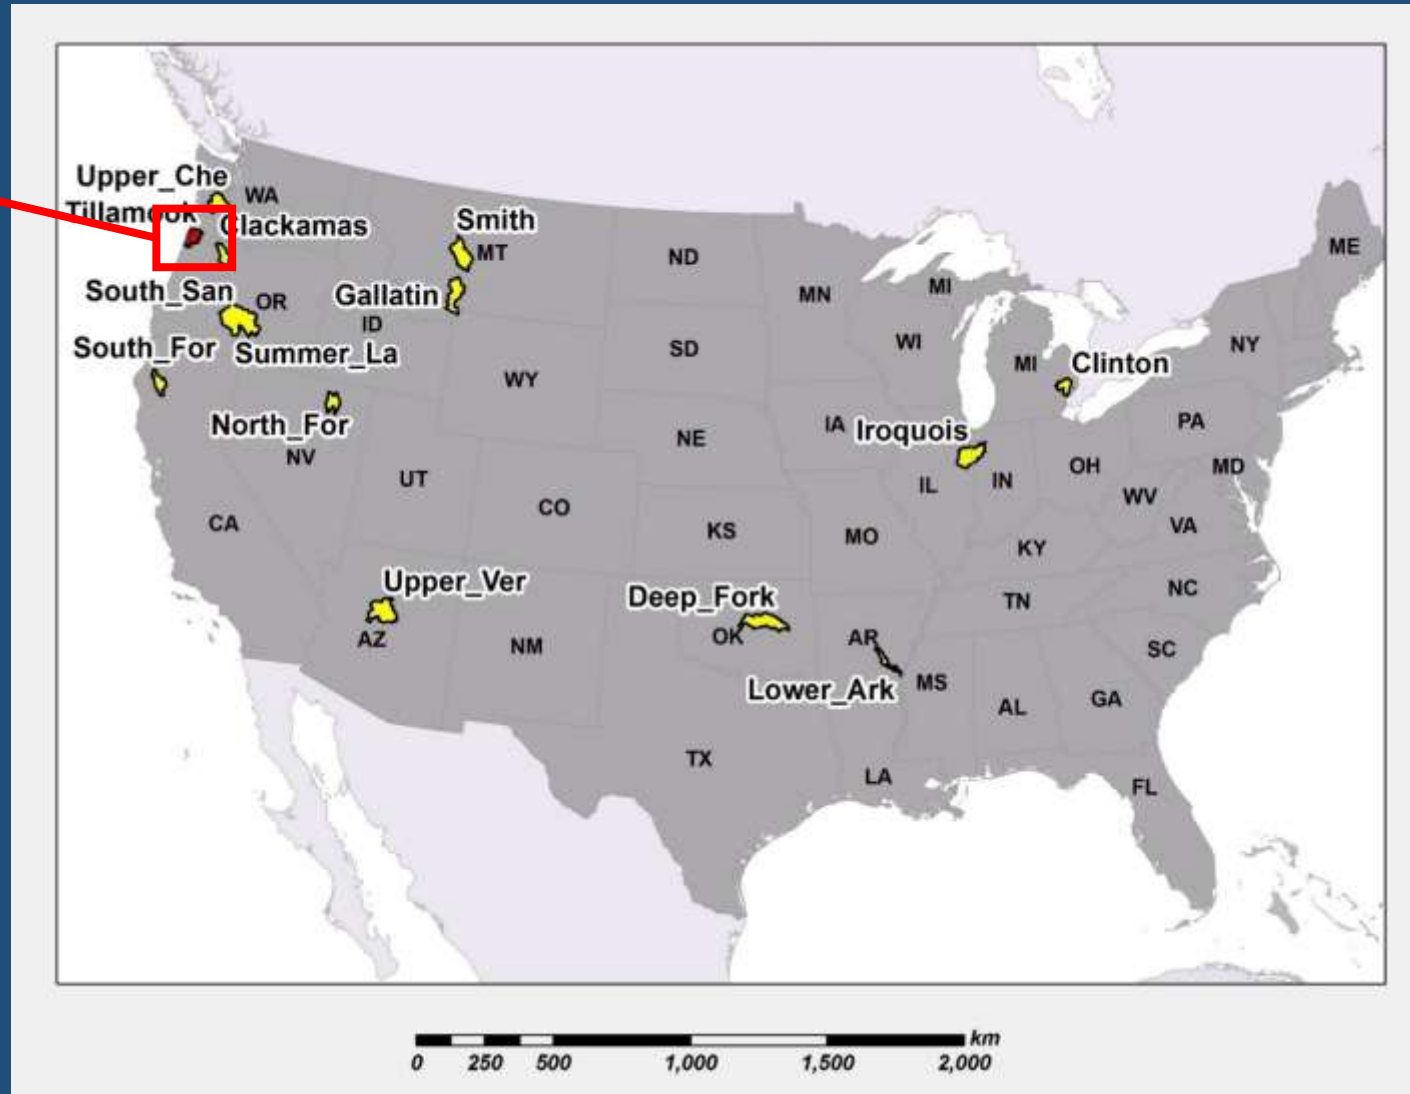 Upper_Che
WA
Tillamook
Clackamas
Smith
MT
ND
ME
South_San
OR
Gallatin
ID
MN
MI
South_For
Summer_La
SD
WI
MI
NY
Clinton
WY
North_For
NV
NE
IA
Iroquois
PA
UT
IL
IN
OH
MD
WV
CA
CO
KS
MO
VA
KY
Upper_Ver
Deep_Fork
TN
NC
AZ
NM
OK
AR
SC
Lower_Ark
MS
AL
GA
TX
LA
FL
km
0 250 500 1,000 1,500 2,000